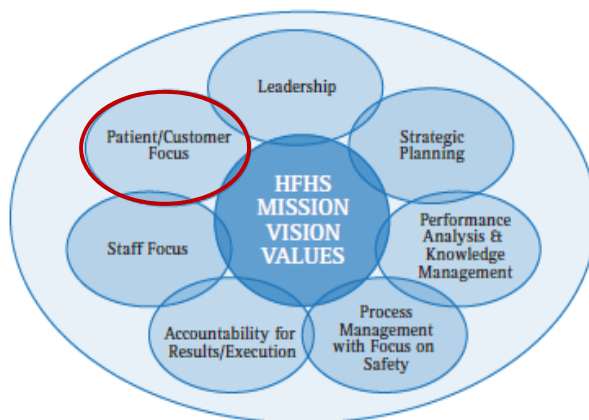 Leadership
Patient/Customer
Focus
Strategic
Planning
HFHS
MISSION
VISION
VALUES
Staff Focus
Performance
Analysis &
Knowledge
Management
Accountability for
Results/Execution
Process
Management
with Focus on
Safety